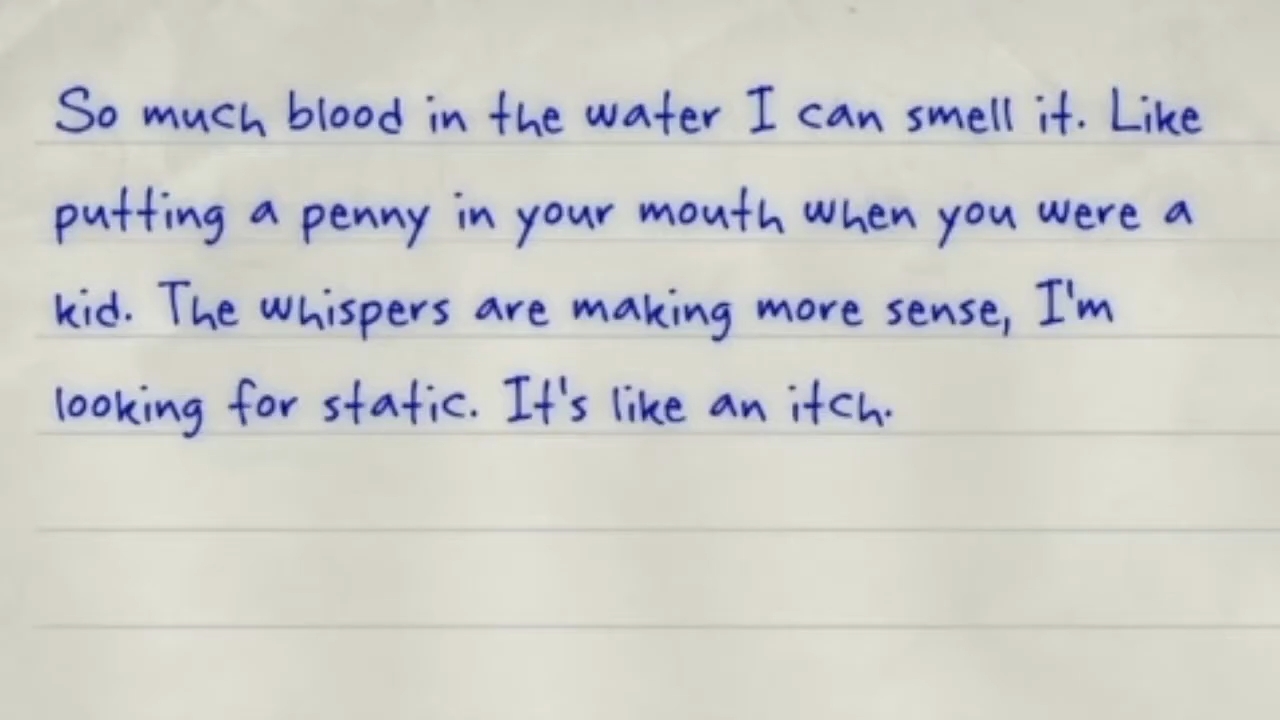 So much blood in the water I can smell it. Like
putting a penny in your mouth when you were a
kid. The whispers are making more sense, I'm
looking for static. It's like an itch.